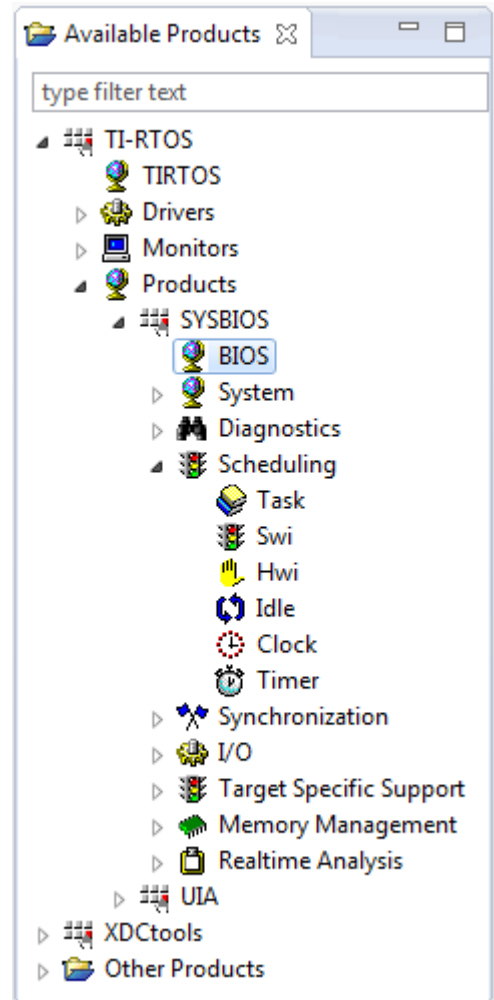 Available Products
type filter text
TI-RTOS
TIRTOS
Drivers
Monitors
Products
SYSBIOS
BIOS
System
Diagnostics
Scheduling
Task
Swi
Hwi
Idle
Clock
Timer
Synchronization
I/O
Target Specific Support
Memory Management
Realtime Analysis
UIA
XDCtools
Other Products